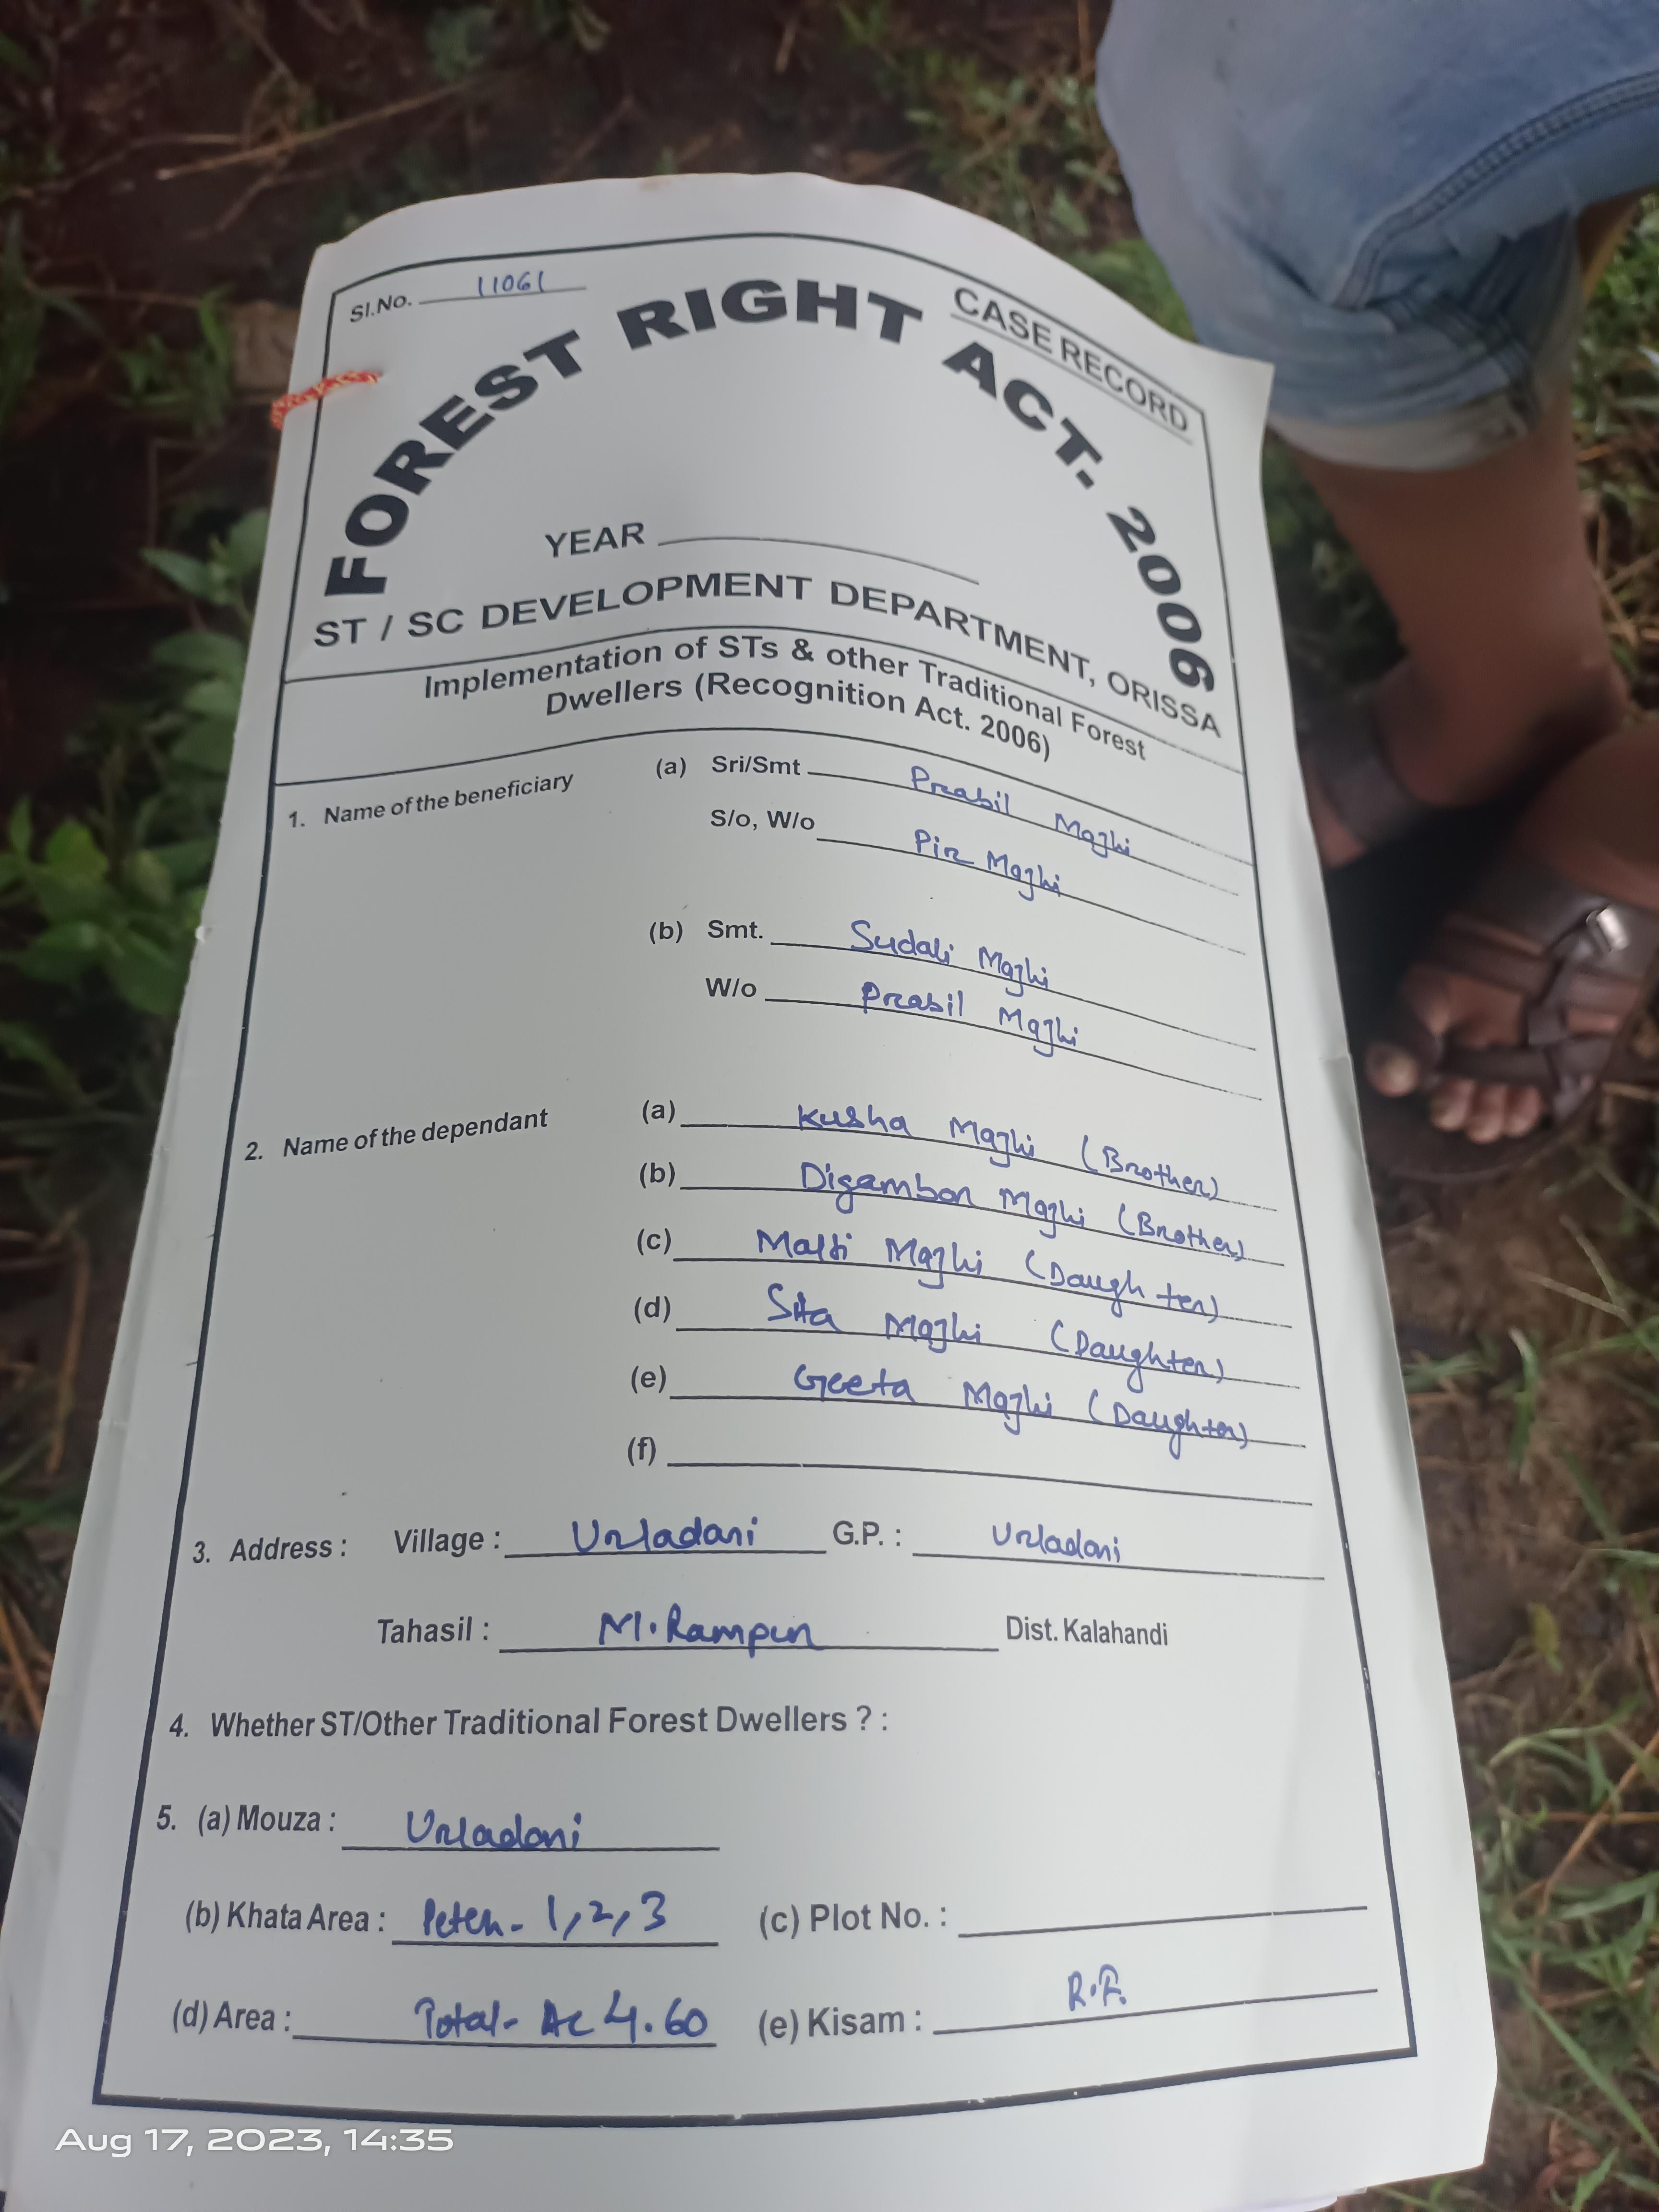 Sl.No. 11061
CASE RECORD
FOREST RIGHT ACT. 2006
YEAR
ST / SC DEVELOPMENT DEPARTMENT, ORISSA
Implementation of STs & other Traditional Forest
Dwellers (Recognition Act. 2006)
1. Name of the beneficiary (a) Sri/Smt Prabil Majhi
S/o, W/o Pir Majhi
(b) Smt. Sudali Majhi
W/o Prabil Majhi
2. Name of the dependant (a) Kusha Majhi (Brother)
(b) Digambar Majhi (Brother)
(c) Malti Majhi (Daughter)
(d) Sita Majhi (Daughter)
(e) Geeta Majhi (Daughter)
(f)
3. Address : Village : Urladani G.P. : Urladani
Tahasil : M.Rampur Dist. Kalahandi
4. Whether ST/Other Traditional Forest Dwellers ? :
5. (a) Mouza : Urladani
(b) Khata Area : 1,2,3 (c) Plot No. :
(d) Area : Total- Ac 4.60 (e) Kisam : R.F.
Aug 17, 2023, 14:35